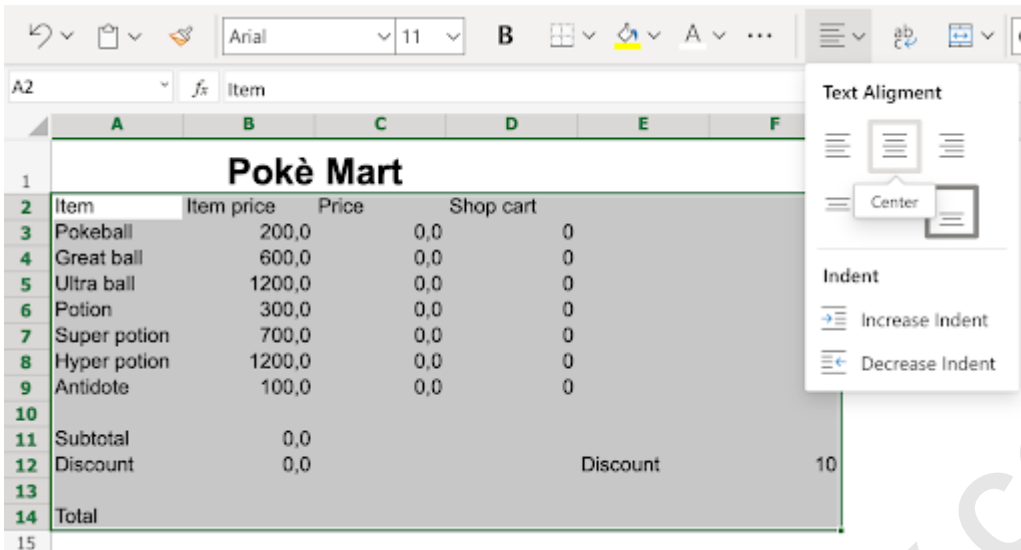 Arial 11 B A ...
A2 fx Item
Text Aligment
Center
Indent
Increase Indent
Decrease Indent
A B C D E F
1 Pokè Mart
2 Item Item price Price Shop cart
3 Pokeball 200,0 0,0 0
4 Great ball 600,0 0,0 0
5 Ultra ball 1200,0 0,0 0
6 Potion 300,0 0,0 0
7 Super potion 700,0 0,0 0
8 Hyper potion 1200,0 0,0 0
9 Antidote 100,0 0,0 0
10
11 Subtotal 0,0
12 Discount 0,0 Discount 10
13
14 Total
15